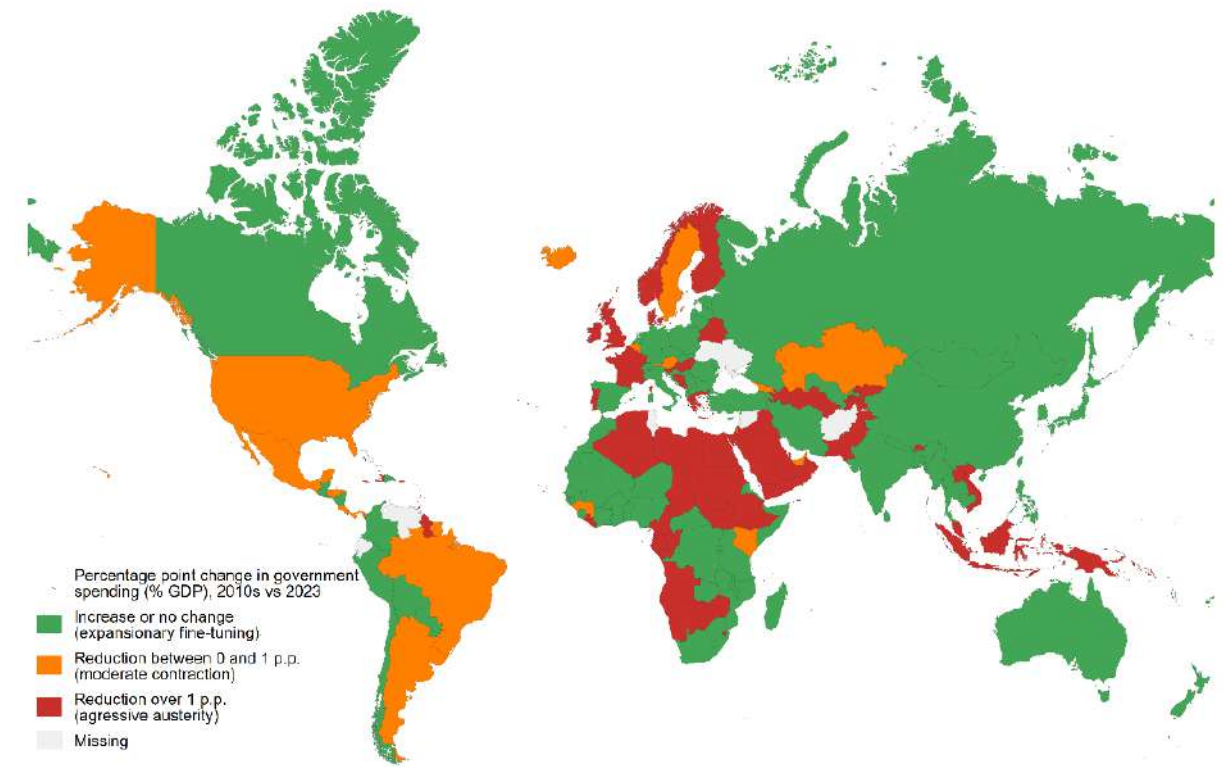 Percentage point change in government
spending (% GDP), 2010s vs 2023
Increase or no change
(expansionary fine-tuning)
Reduction between 0 and 1 p.p.
(moderate contraction)
Reduction over 1 p.p.
(agressive austerity)
Missing